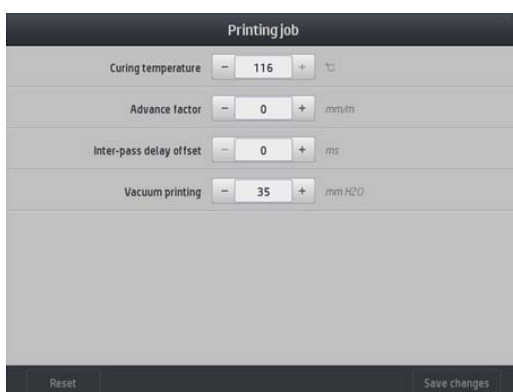 Printing job
Curing temperature − 116 + °C
Advance factor − 0 + mm/m
Inter-pass delay offset − 0 + ms
Vacuum printing − 35 + mm H2O
Reset Save changes